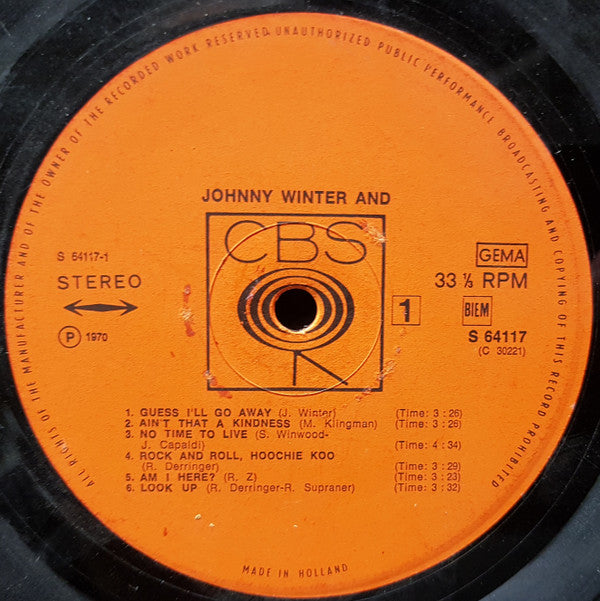 ALL RIGHTS OF THE MANUFACTURER AND OF THE OWNER OF THE RECORDED WORK RESERVED UNAUTHORIZED PUBLIC PERFORMANCE BROADCASTING AND COPYING OF THIS RECORD PROHIBITED
JOHNNY WINTER AND
CBS
S 64117-1
STEREO
℗ 1970
GEMA
33 ⅓ RPM
1 BIEM
S 64117
(C 30221)
1. GUESS I'LL GO AWAY (J. Winter) (Time: 3 : 26)
2. AIN'T THAT A KINDNESS (M. Klingman) (Time: 3 : 26)
3. NO TIME TO LIVE (S. Winwood-
J. Capaldi) (Time: 4 : 34)
4. ROCK AND ROLL, HOOCHIE KOO
(R. Derringer) (Time: 3 : 29)
5. AM I HERE? (R. Z) (Time: 3 : 23)
6. LOOK UP (R. Derringer-R. Supraner) (Time: 3 : 32)
MADE IN HOLLAND